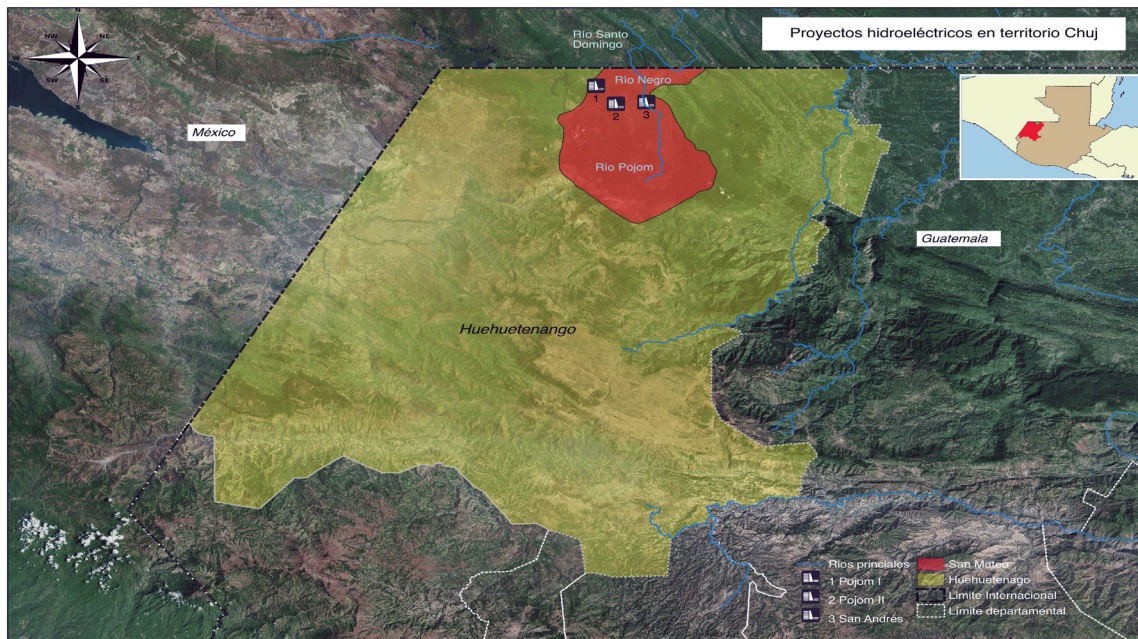 Proyectos hidroeléctricos en territorio Chuj
N
NW
NE
W
E
SW
SE
Río Santo
Domingo
Río Negro
1
2
3
Río Pojom
México
Guatemala
Huehuetenango
Ríos princiales
1 Pojom I
2 Pojom II
3 San Andrés
San Mateo
Huehuetenago
Límite Internacional
Límite departamental